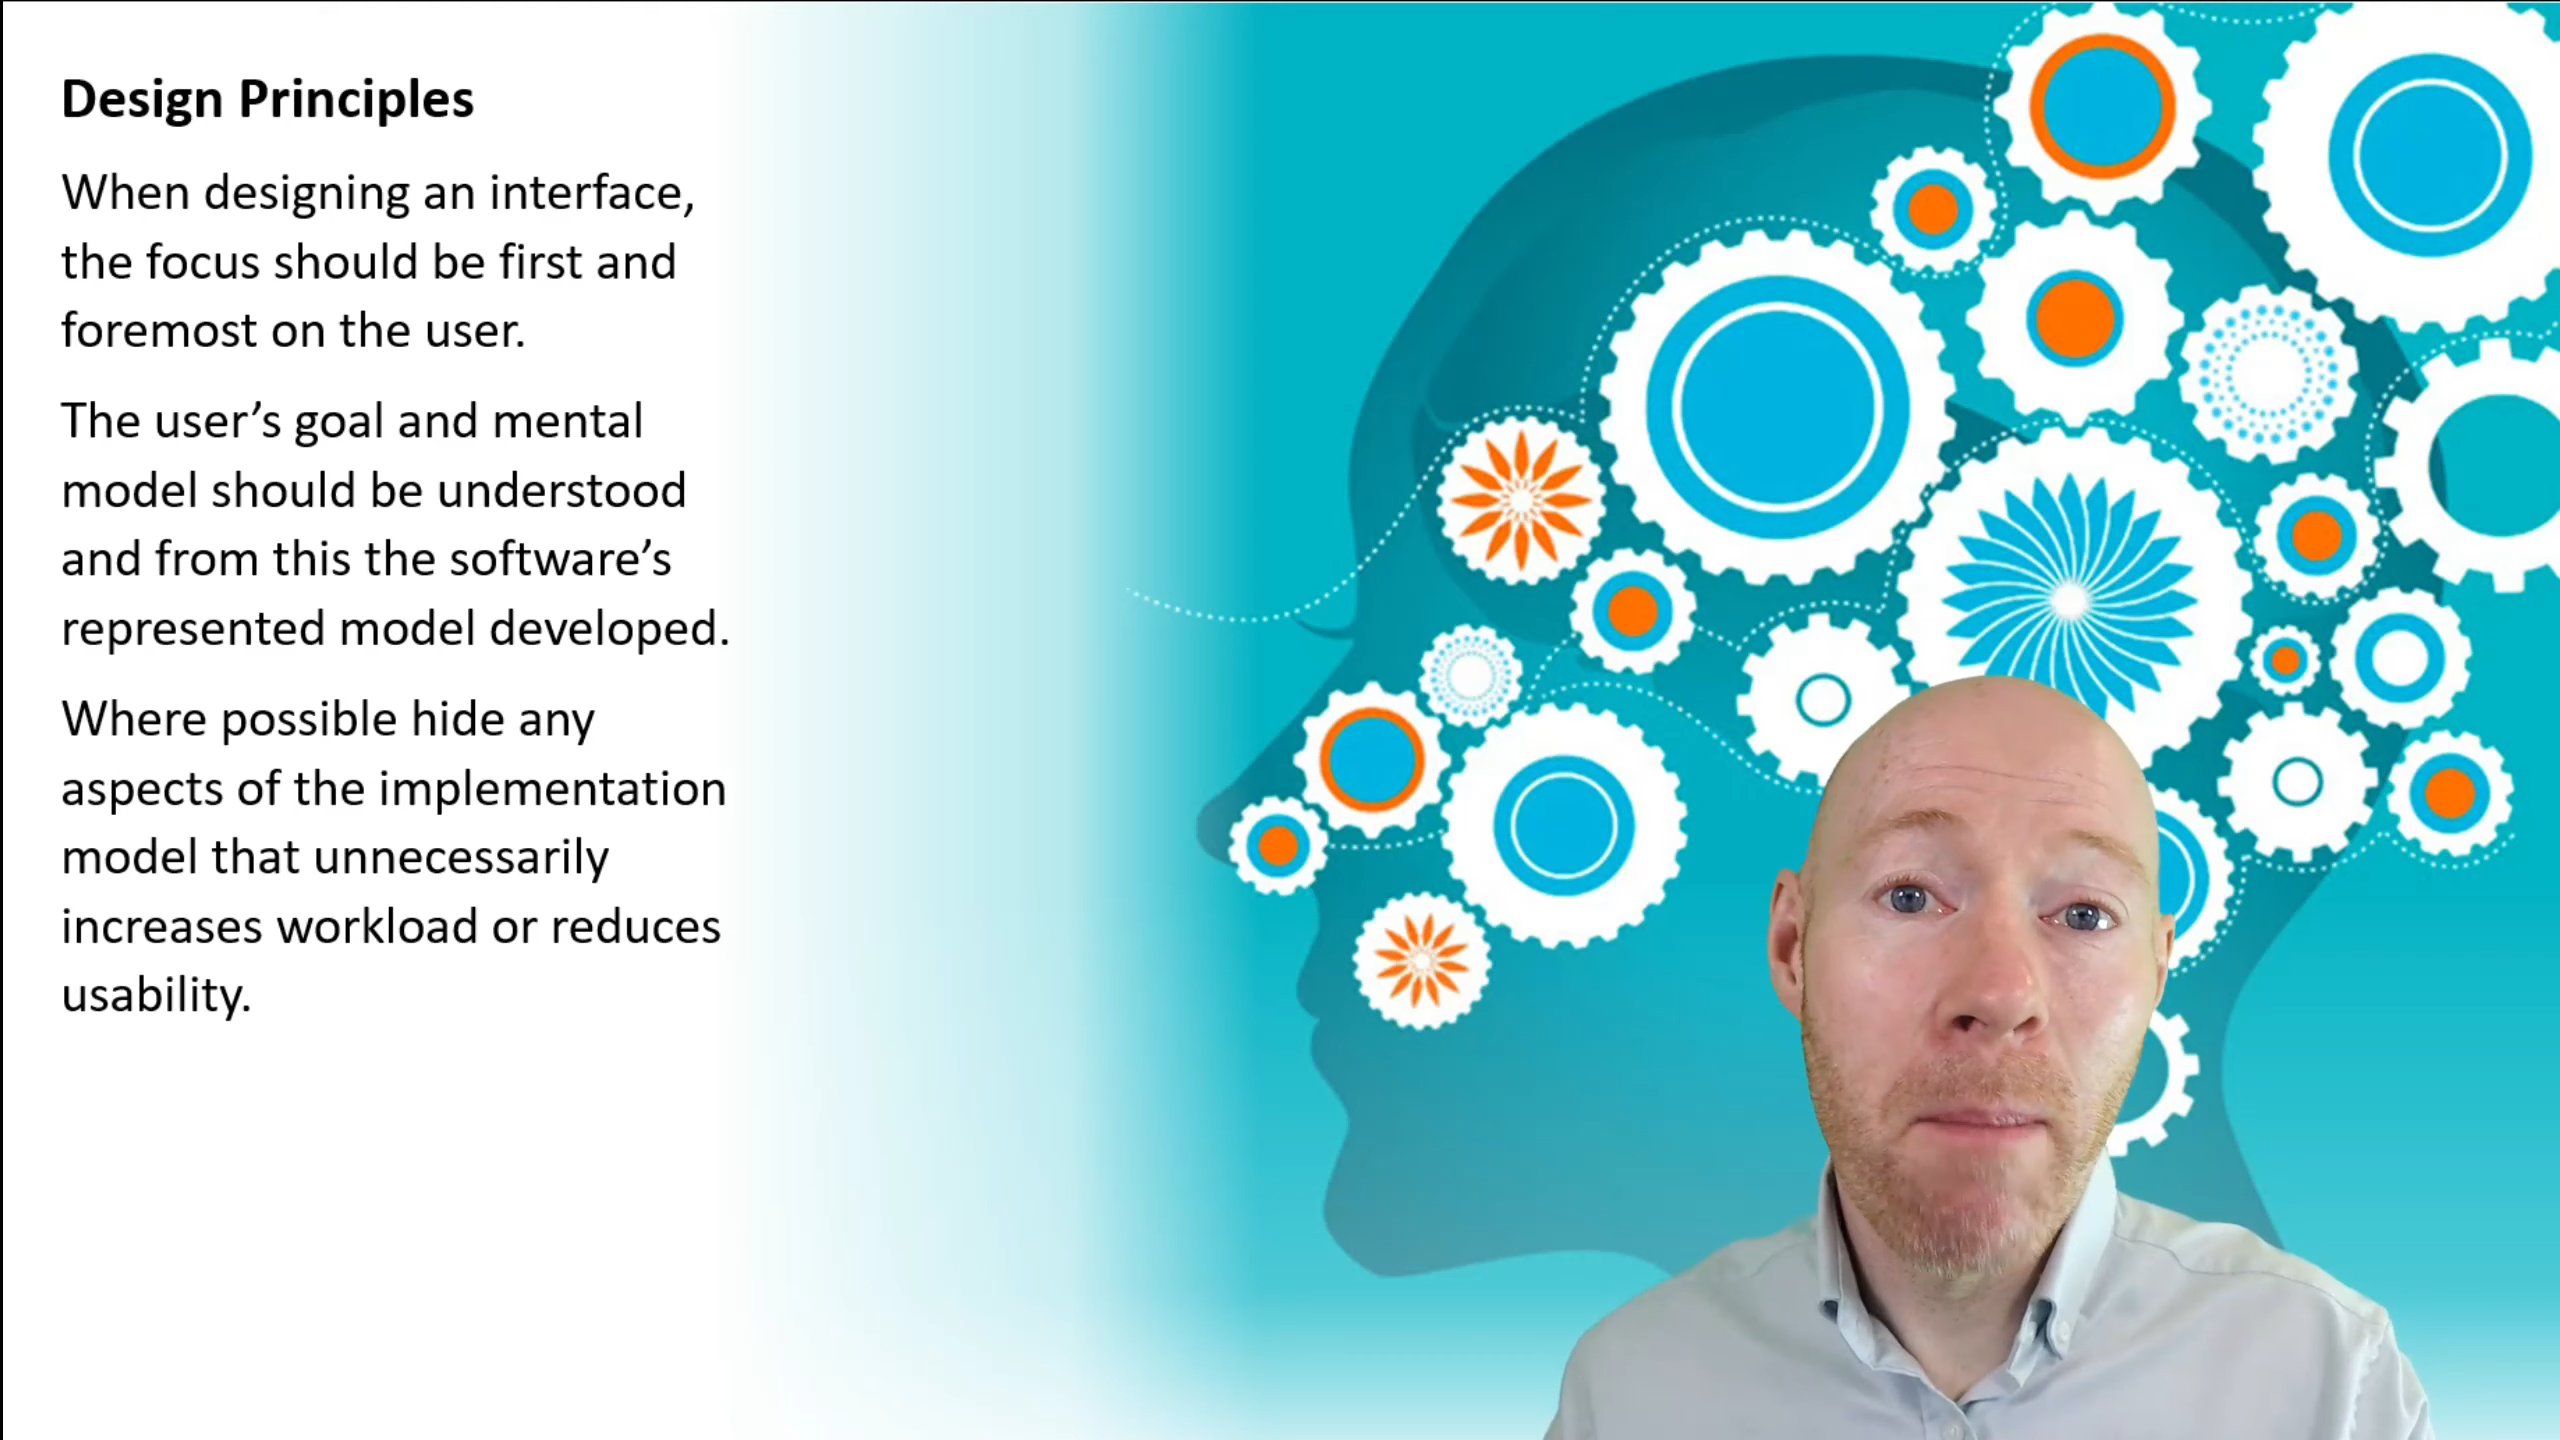 Design Principles
When designing an interface,
the focus should be first and
foremost on the user.
The user’s goal and mental
model should be understood
and from this the software’s
represented model developed.
Where possible hide any
aspects of the implementation
model that unnecessarily
increases workload or reduces
usability.